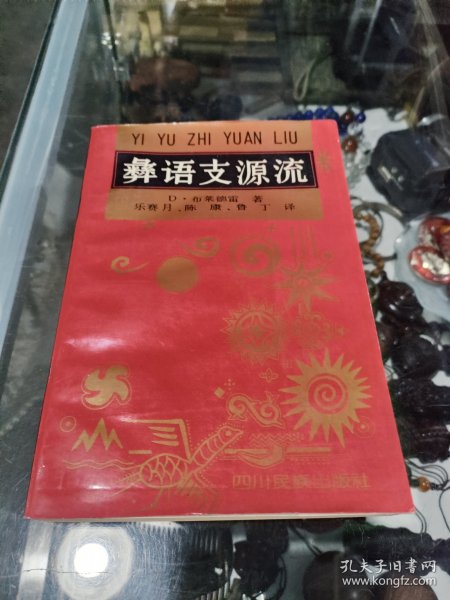 YI YU ZHI YUAN LIU
彝语支源流
D·布莱德雷 著
乐赛月、陈 康、鲁 丁 译
四川民族出版社
孔夫子旧书网
www.kongfz.com